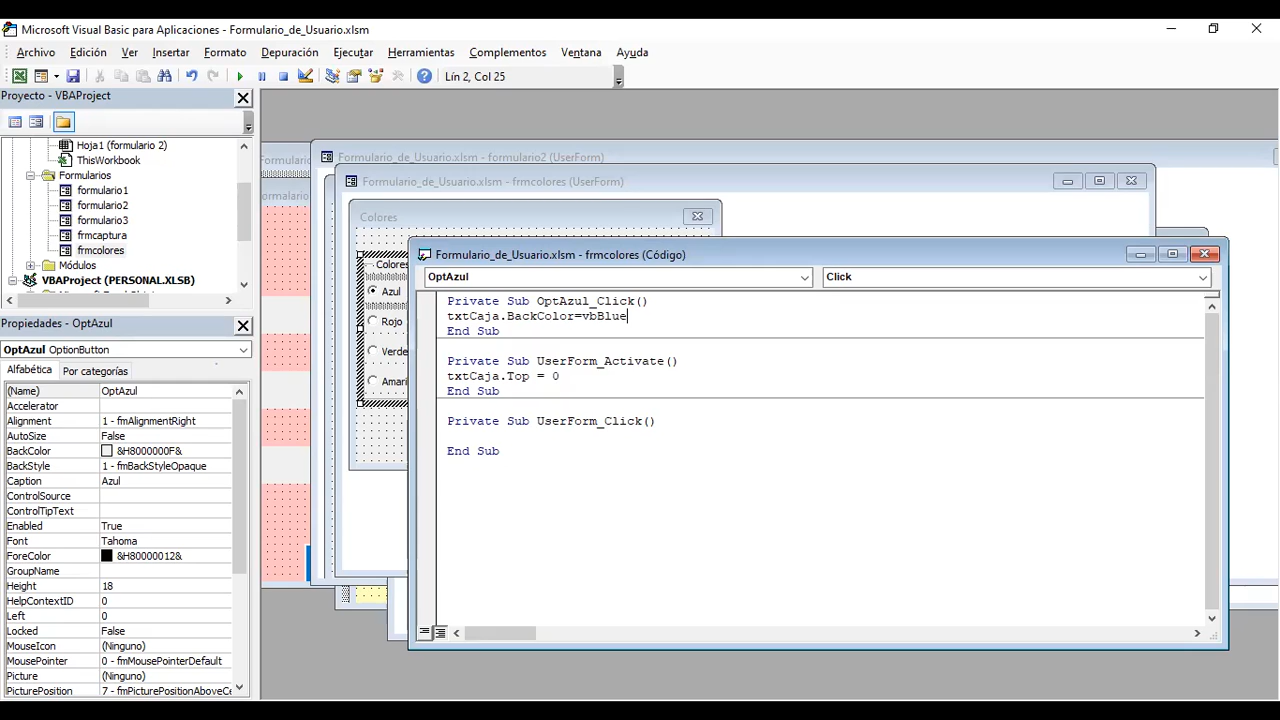 Microsoft Visual Basic para Aplicaciones - Formulario_de_Usuario.xlsm
Archivo Edición Ver Insertar Formato Depuración Ejecutar Herramientas Complementos Ventana Ayuda
Lín 2, Col 25
Proyecto - VBAProject
Hoja1 (formulario 2)
ThisWorkbook
Formularios
formulario1
formulario2
formulario3
frmcaptura
frmcolores
Módulos
VBAProject (PERSONAL.XLSB)
Propiedades - OptAzul
OptAzul OptionButton
Alfabética Por categorías
(Name) OptAzul
Accelerator
Alignment 1 - fmAlignmentRight
AutoSize False
BackColor &H8000000F&
BackStyle 1 - fmBackStyleOpaque
Caption Azul
ControlSource
ControlTipText
Enabled True
Font Tahoma
ForeColor &H80000012&
GroupName
Height 18
HelpContextID 0
Left 0
Locked False
MouseIcon (Ninguno)
MousePointer 0 - fmMousePointerDefault
Picture (Ninguno)
PicturePosition 7 - fmPicturePositionAboveCe
Formulario_de_Usuario.xlsm - formulario2 (UserForm)
Formulario_de_Usuario.xlsm - frmcolores (UserForm)
Colores
Colores
Azul
Rojo
Verde
Amari
Formulario_de_Usuario.xlsm - frmcolores (Código)
OptAzul Click
Private Sub OptAzul_Click()
txtCaja.BackColor=vbBlue
End Sub
Private Sub UserForm_Activate()
txtCaja.Top = 0
End Sub
Private Sub UserForm_Click()
End Sub